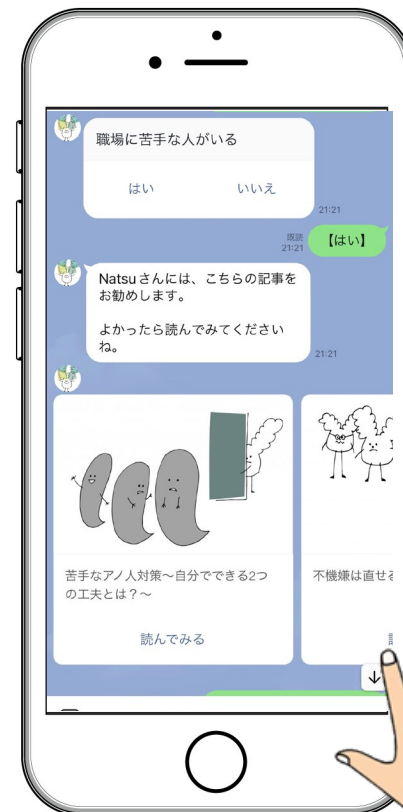 職場に苦手な人がいる
はい いいえ
21:21
既読
21:21
【はい】
Natsuさんには、こちらの記事を
お勧めします。
よかったら読んでみてください
ね。
21:21
苦手なアノ人対策〜自分でできる2つ
の工夫とは？〜
読んでみる
不機嫌は直せる